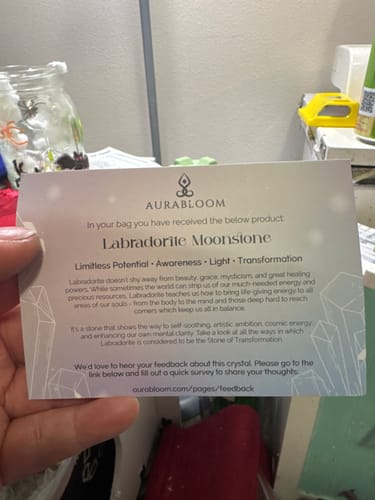 AURABLOOM
In your bag you have received the below product:
Labradorite Moonstone
Limitless Potential • Awareness • Light • Transformation
Labradorite doesn't shy away from beauty, grace, mysticism, and great healing
powers. While sometimes the world can strip us of our much-needed energy and
precious resources, Labradorite teaches us how to bring life-giving energy to all
areas of our souls - from the body to the mind and those deep hard to reach
corners which keep us all in balance.
It's a stone that shows the way to self-soothing, artistic ambition, cosmic energy
and enhancing our own mental clarity. Take a look at all the ways in which
Labradorite is considered to be the Stone of Transformation.
We'd love to hear your feedback about this crystal. Please go to the
link below and fill out a quick survey to share your thoughts:
aurabloom.com/pages/feedback